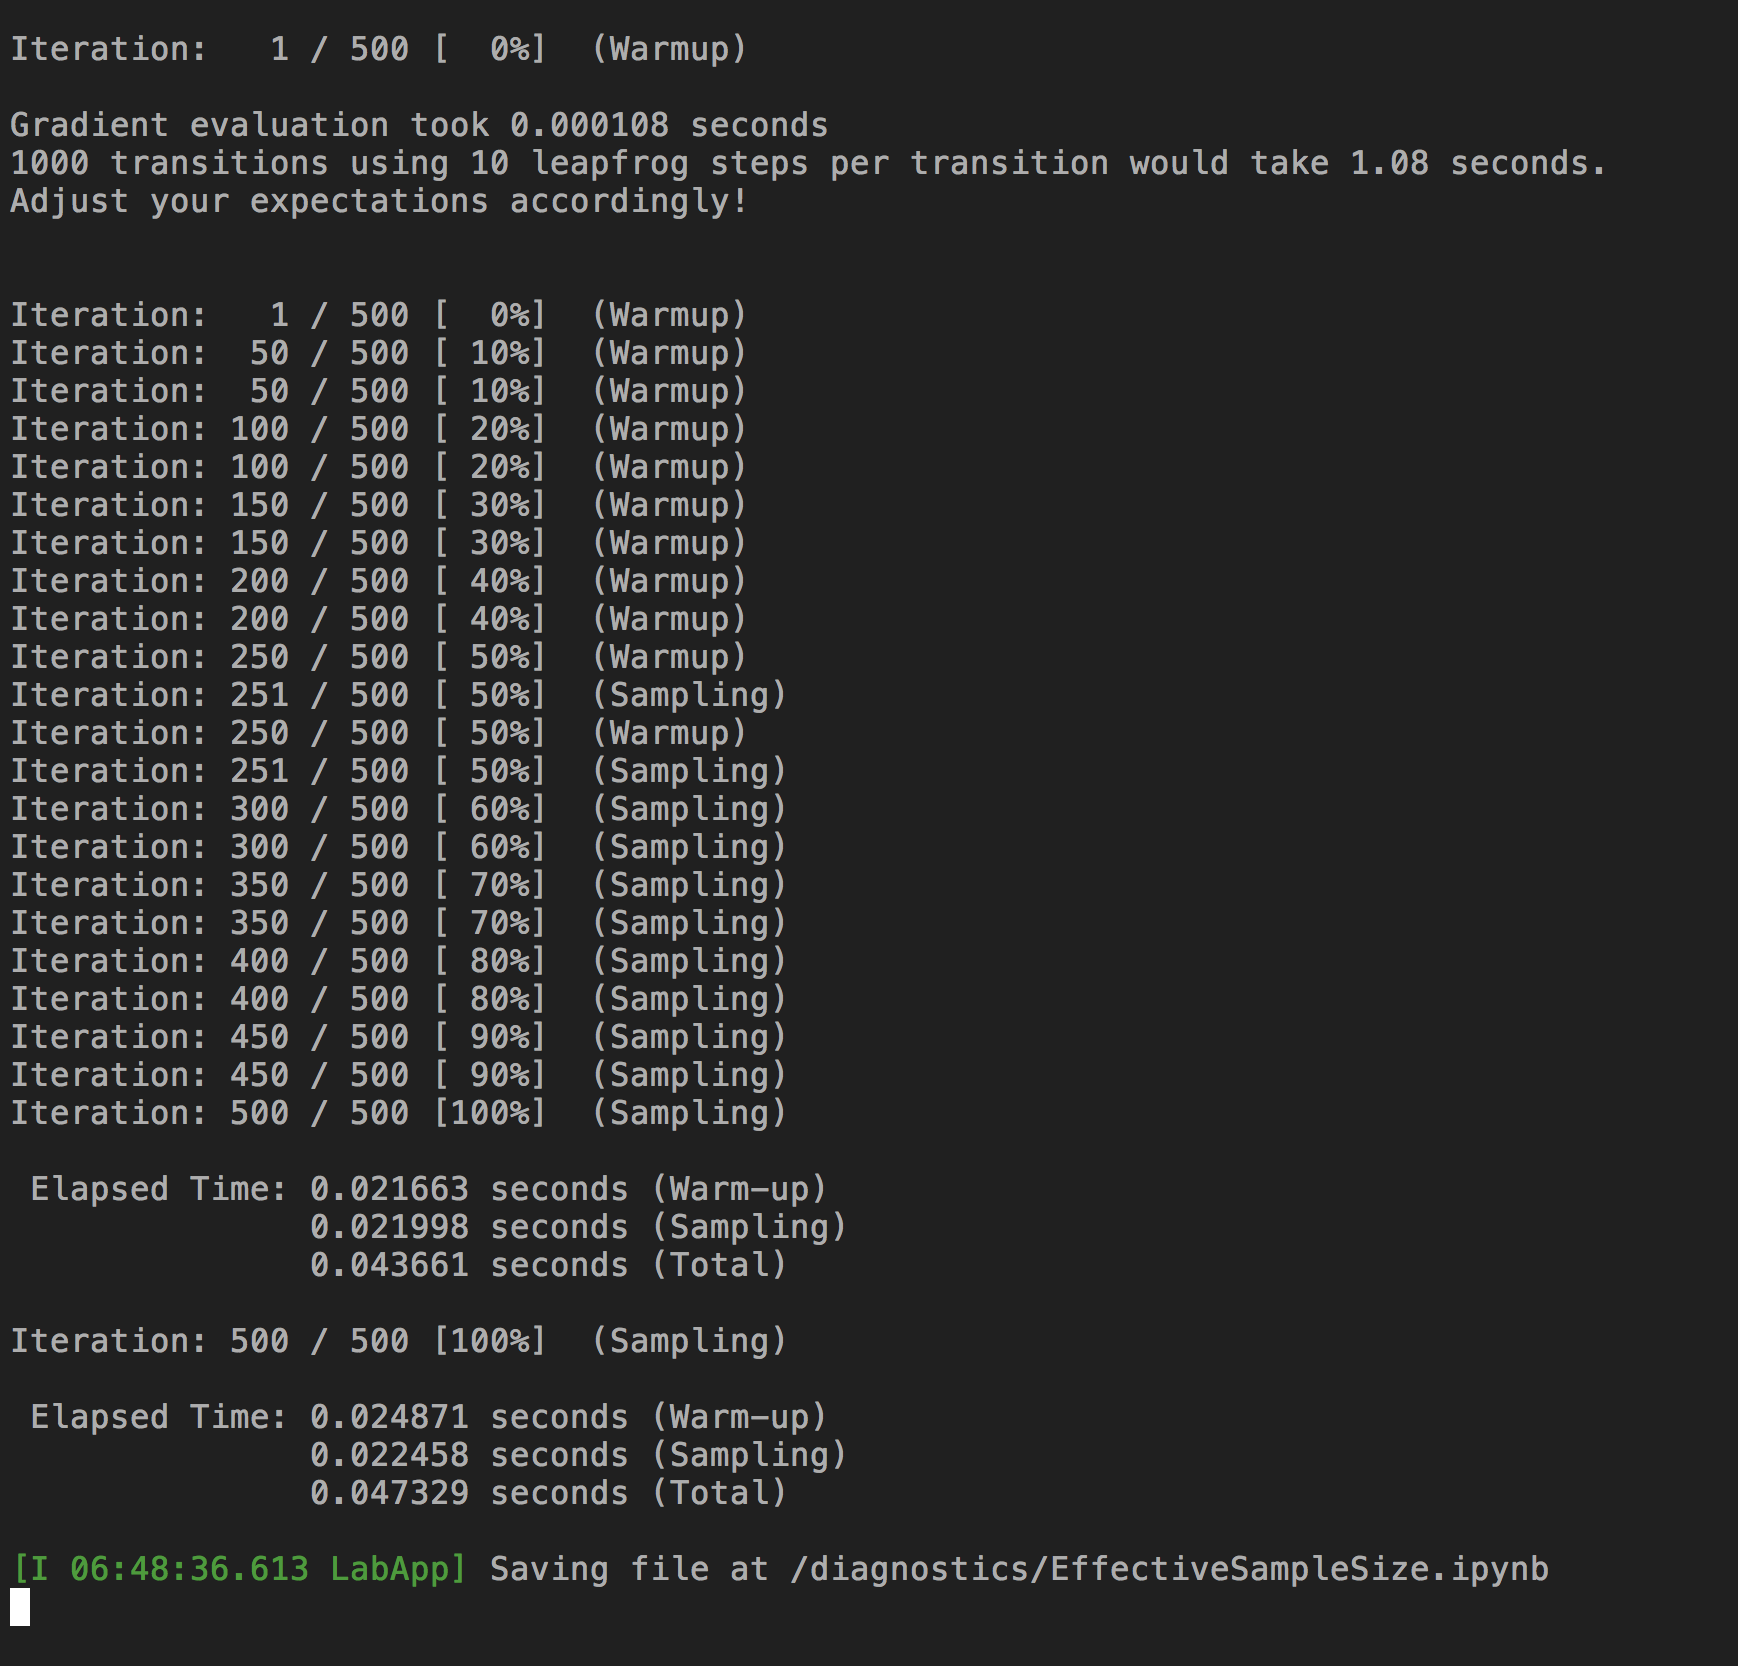 Iteration:   1 / 500 [  0%]  (Warmup)
Gradient evaluation took 0.000108 seconds
1000 transitions using 10 leapfrog steps per transition would take 1.08 seconds.
Adjust your expectations accordingly!
Iteration:   1 / 500 [  0%]  (Warmup)
Iteration:  50 / 500 [ 10%]  (Warmup)
Iteration:  50 / 500 [ 10%]  (Warmup)
Iteration: 100 / 500 [ 20%]  (Warmup)
Iteration: 100 / 500 [ 20%]  (Warmup)
Iteration: 150 / 500 [ 30%]  (Warmup)
Iteration: 150 / 500 [ 30%]  (Warmup)
Iteration: 200 / 500 [ 40%]  (Warmup)
Iteration: 200 / 500 [ 40%]  (Warmup)
Iteration: 250 / 500 [ 50%]  (Warmup)
Iteration: 251 / 500 [ 50%]  (Sampling)
Iteration: 250 / 500 [ 50%]  (Warmup)
Iteration: 251 / 500 [ 50%]  (Sampling)
Iteration: 300 / 500 [ 60%]  (Sampling)
Iteration: 300 / 500 [ 60%]  (Sampling)
Iteration: 350 / 500 [ 70%]  (Sampling)
Iteration: 350 / 500 [ 70%]  (Sampling)
Iteration: 400 / 500 [ 80%]  (Sampling)
Iteration: 400 / 500 [ 80%]  (Sampling)
Iteration: 450 / 500 [ 90%]  (Sampling)
Iteration: 450 / 500 [ 90%]  (Sampling)
Iteration: 500 / 500 [100%]  (Sampling)
 Elapsed Time: 0.021663 seconds (Warm-up)
               0.021998 seconds (Sampling)
               0.043661 seconds (Total)
Iteration: 500 / 500 [100%]  (Sampling)
 Elapsed Time: 0.024871 seconds (Warm-up)
               0.022458 seconds (Sampling)
               0.047329 seconds (Total)
[I 06:48:36.613 LabApp] Saving file at /diagnostics/EffectiveSampleSize.ipynb